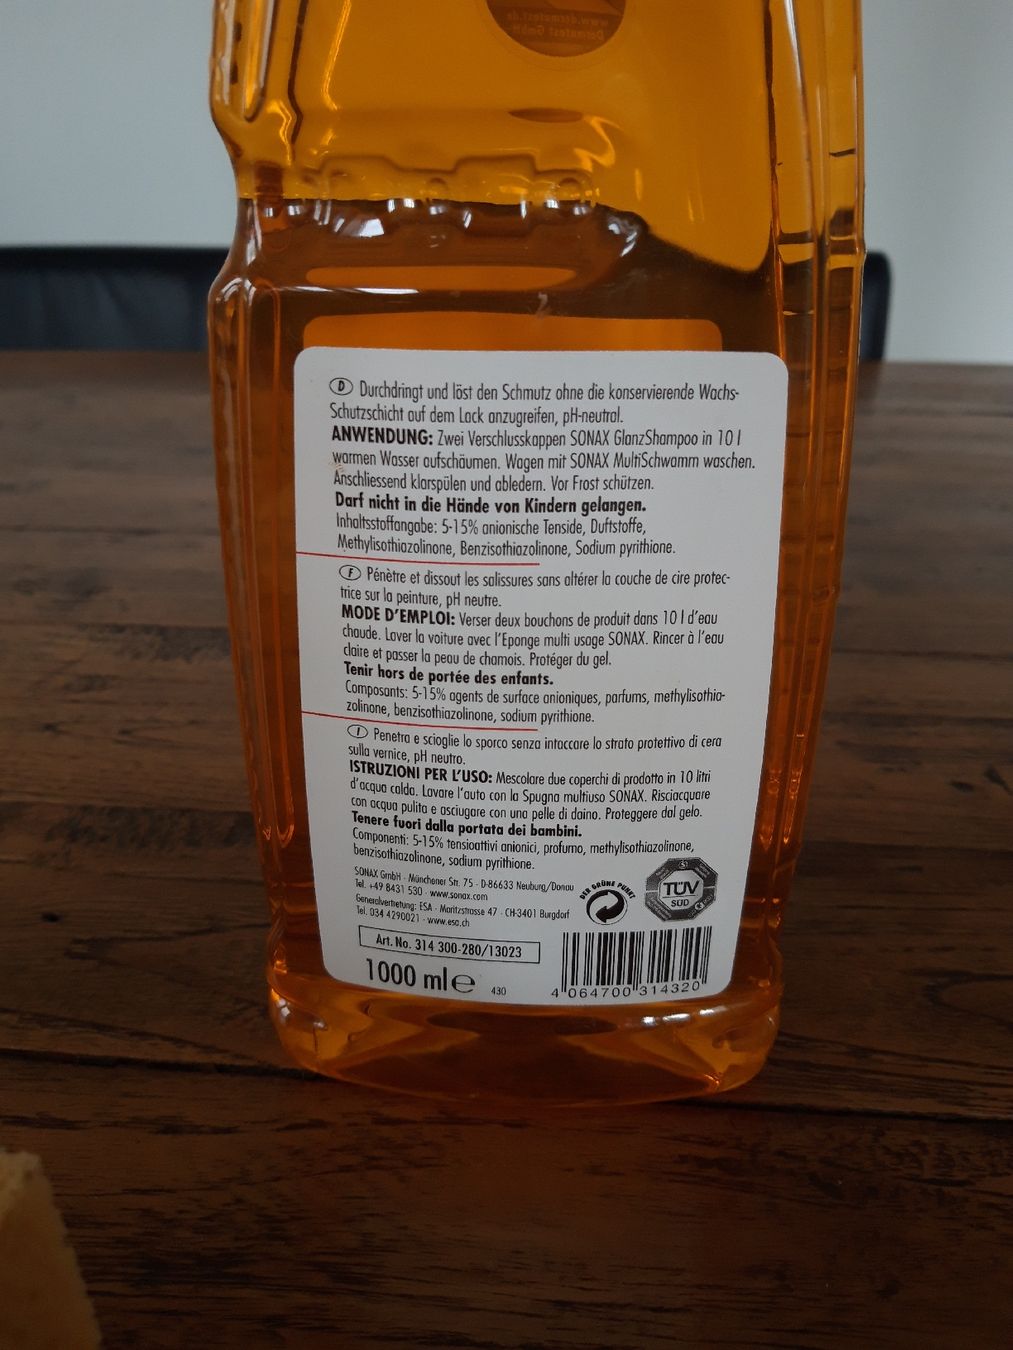 www.dermatest.de
Dermatest GmbH
D Durchdringt und löst den Schmutz ohne die konservierende Wachs-
Schutzschicht auf dem Lack anzugreifen, pH-neutral.
ANWENDUNG: Zwei Verschlusskappen SONAX GlanzShampoo in 10 l
warmen Wasser aufschäumen. Wagen mit SONAX MultiSchwamm waschen.
Anschliessend klarspülen und abledern. Vor Frost schützen.
Darf nicht in die Hände von Kindern gelangen.
Inhaltsstoffangabe: 5-15% anionische Tenside, Duftstoffe,
Methylisothiazolinone, Benzisothiazolinone, Sodium pyrithione.
F Pénètre et dissout les salissures sans altérer la couche de cire protec-
trice sur la peinture, pH neutre.
MODE D'EMPLOI: Verser deux bouchons de produit dans 10 l d'eau
chaude. Laver la voiture avec l'Eponge multi usage SONAX. Rincer à l'eau
claire et passer la peau de chamois. Protéger du gel.
Tenir hors de portée des enfants.
Composants: 5-15% agents de surface anioniques, parfums, methylisothia-
zolinone, benzisothiazolinone, sodium pyrithione.
I Penetra e scioglie lo sporco senza intaccare lo strato protettivo di cera
sulla vernice, pH neutro.
ISTRUZIONI PER L'USO: Mescolare due coperchi di prodotto in 10 litri
d'acqua calda. Lavare l'auto con la Spugna multiuso SONAX. Risciacquare
con acqua pulita e asciugare con una pelle di daino. Proteggere dal gelo.
Tenere fuori dalla portata dei bambini.
Componenti: 5-15% tensioattivi anionici, profumo, methylisothiazolinone,
benzisothiazolinone, sodium pyrithione.
SONAX GmbH · Münchener Str. 75 · D-86633 Neuburg/Donau
Tel. +49 8431 530 · www.sonax.com
Generalvertretung: ESA · Maritzstrasse 47 · CH-3401 Burgdorf
Tel. 034 4290021 · www.esa.ch
DER GRÜNE PUNKT
TÜV
SÜD
Art. No. 314 300-280/13023
1000 ml e
430
4 064700 314320